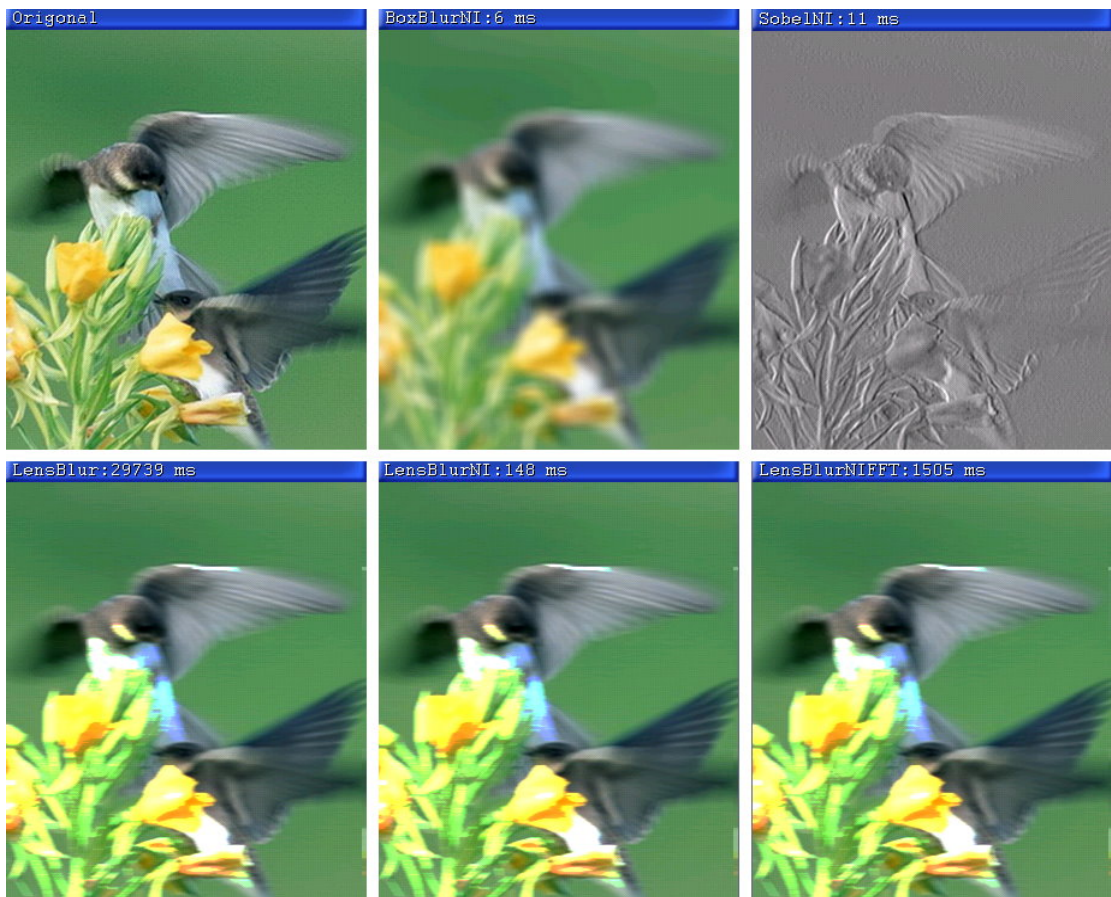 Origonal
BoxBlurNI:6 ms
SobelNI:11 ms
LensBlur:29739 ms
LensBlurNI:148 ms
LensBlurNIFFT:1505 ms